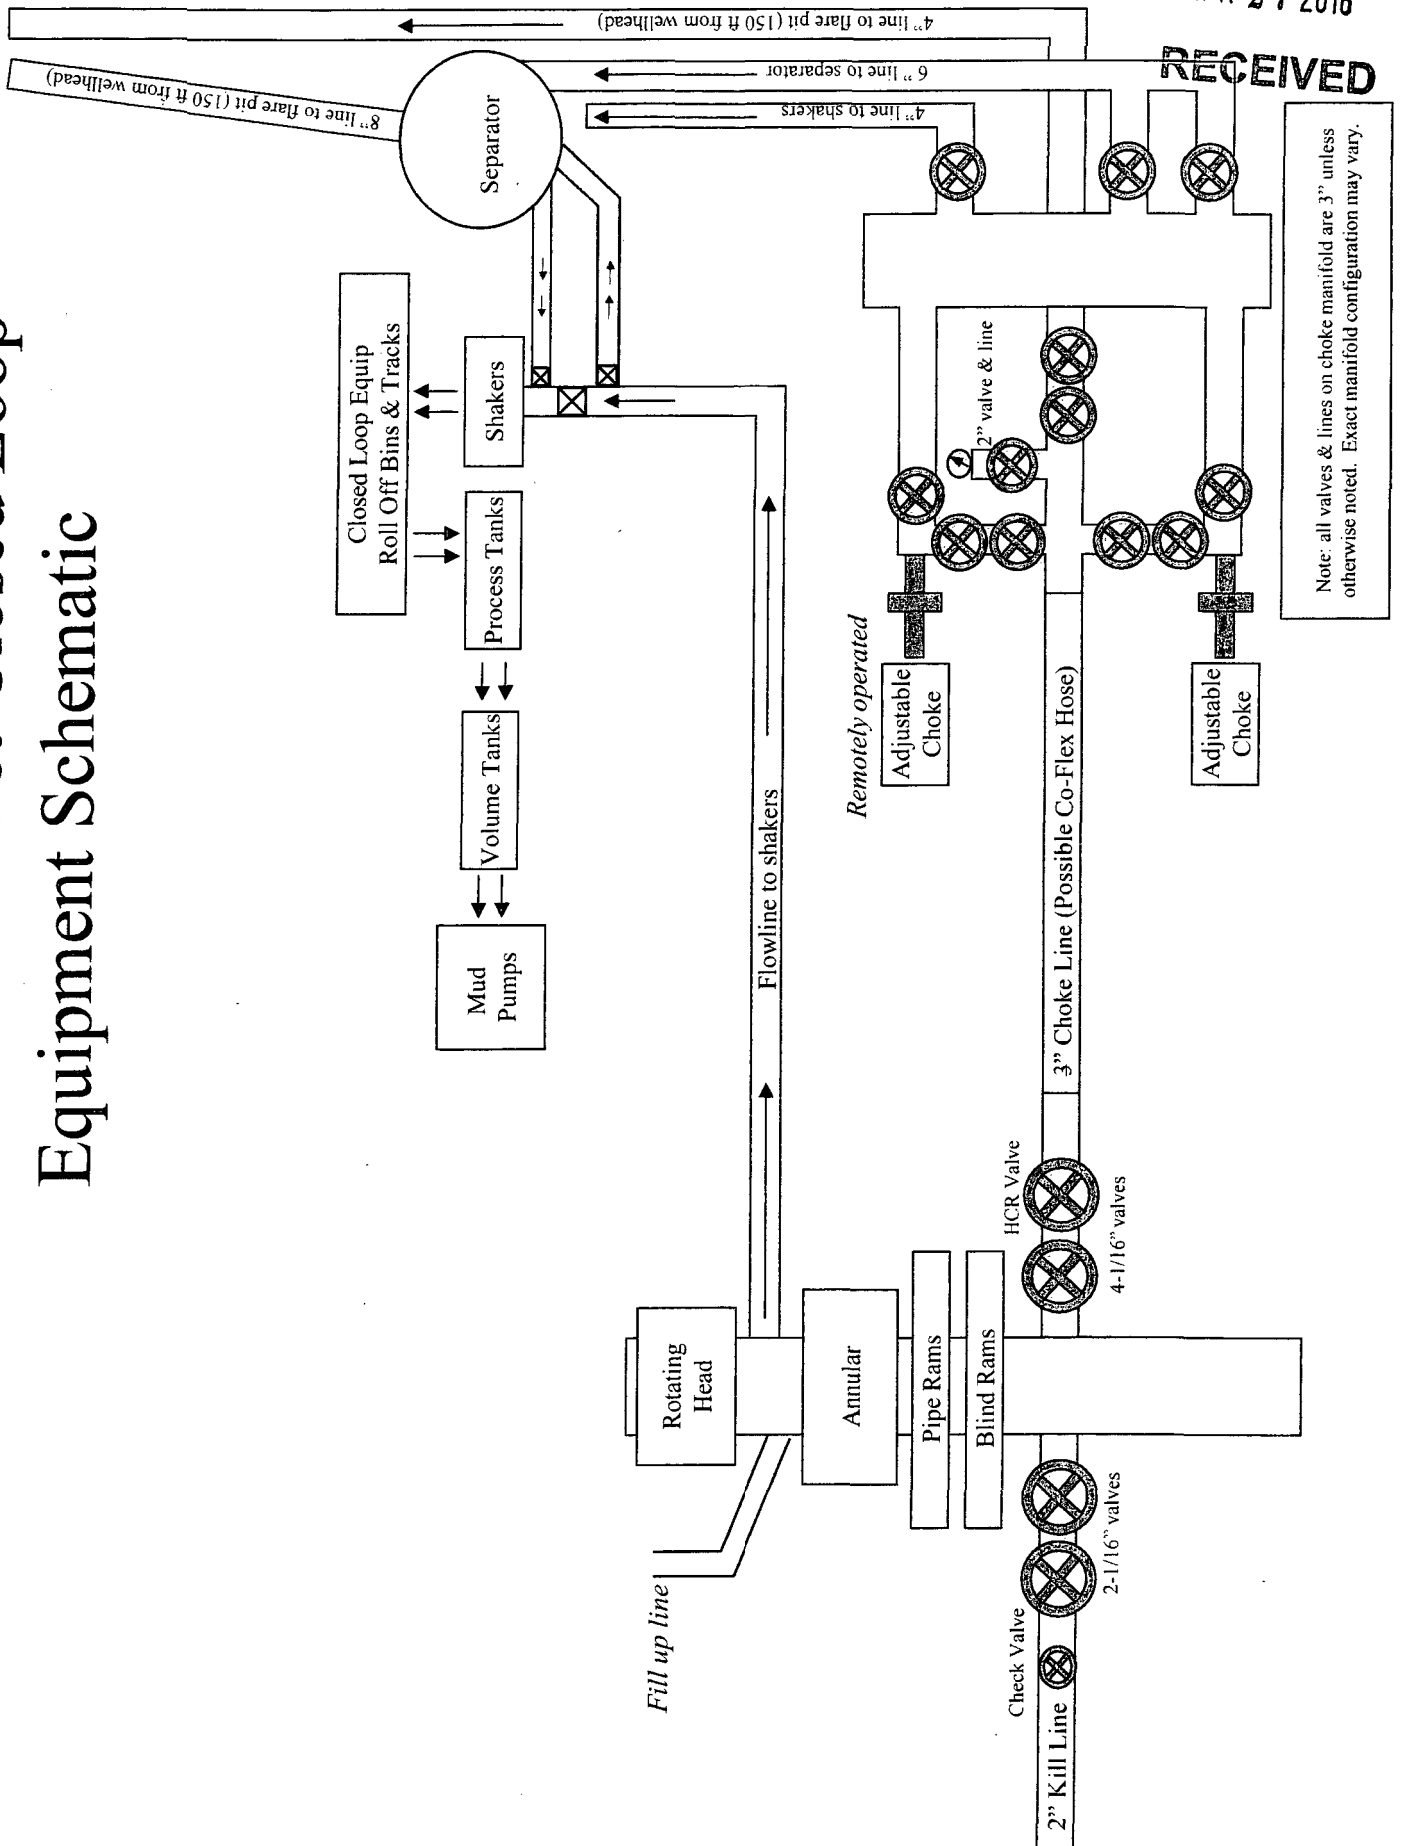 Loop
Equipment Schematic
2016
RECEIVED
4” line to flare pit (150 ft from wellhead)
8” line to flare pit (150 ft from wellhead)
6” line to separator
4” line to shakers
Separator
Closed Loop Equip
Roll Off Bins & Tracks
Shakers
Process Tanks
Volume Tanks
Mud
Pumps
Flowline to shakers
Rotating
Head
Fill up line
Annular
Pipe Rams
Blind Rams
HCR Valve
4-1/16” valves
Check Valve
2-1/16” valves
2” Kill Line
3” Choke Line (Possible Co-Flex Hose)
2” valve & line
Remotely operated
Adjustable
Choke
Adjustable
Choke
Note: all valves & lines on choke manifold are 3” unless
otherwise noted.  Exact manifold configuration may vary.